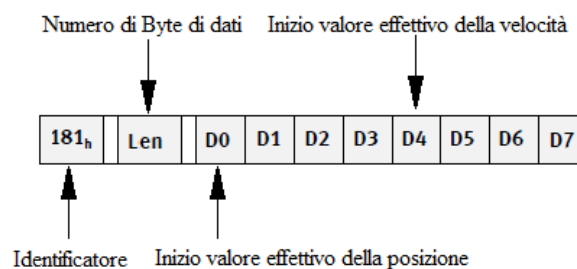 Numero di Byte di dati Inizio valore effettivo della velocità
181h Len D0 D1 D2 D3 D4 D5 D6 D7
Identificatore Inizio valore effettivo della posizione